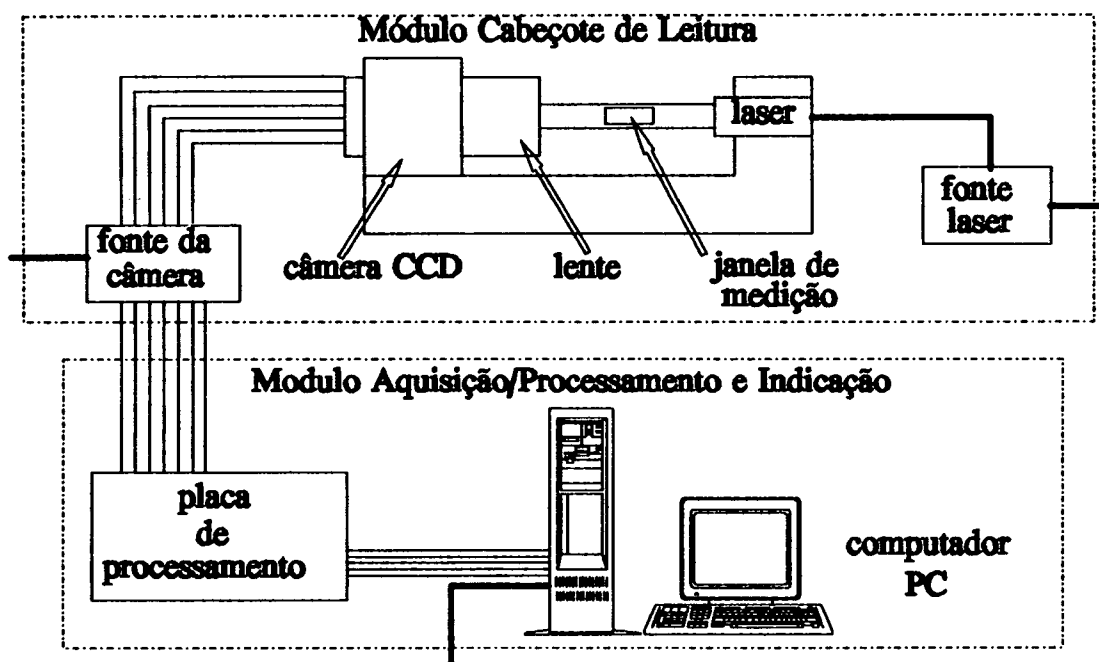 Módulo Cabeçote de Leitura
laser
fonte
laser
fonte da
câmera
câmera CCD
lente
janela de
medição
Modulo Aquisição/Processamento e Indicação
placa
de
processamento
computador
PC